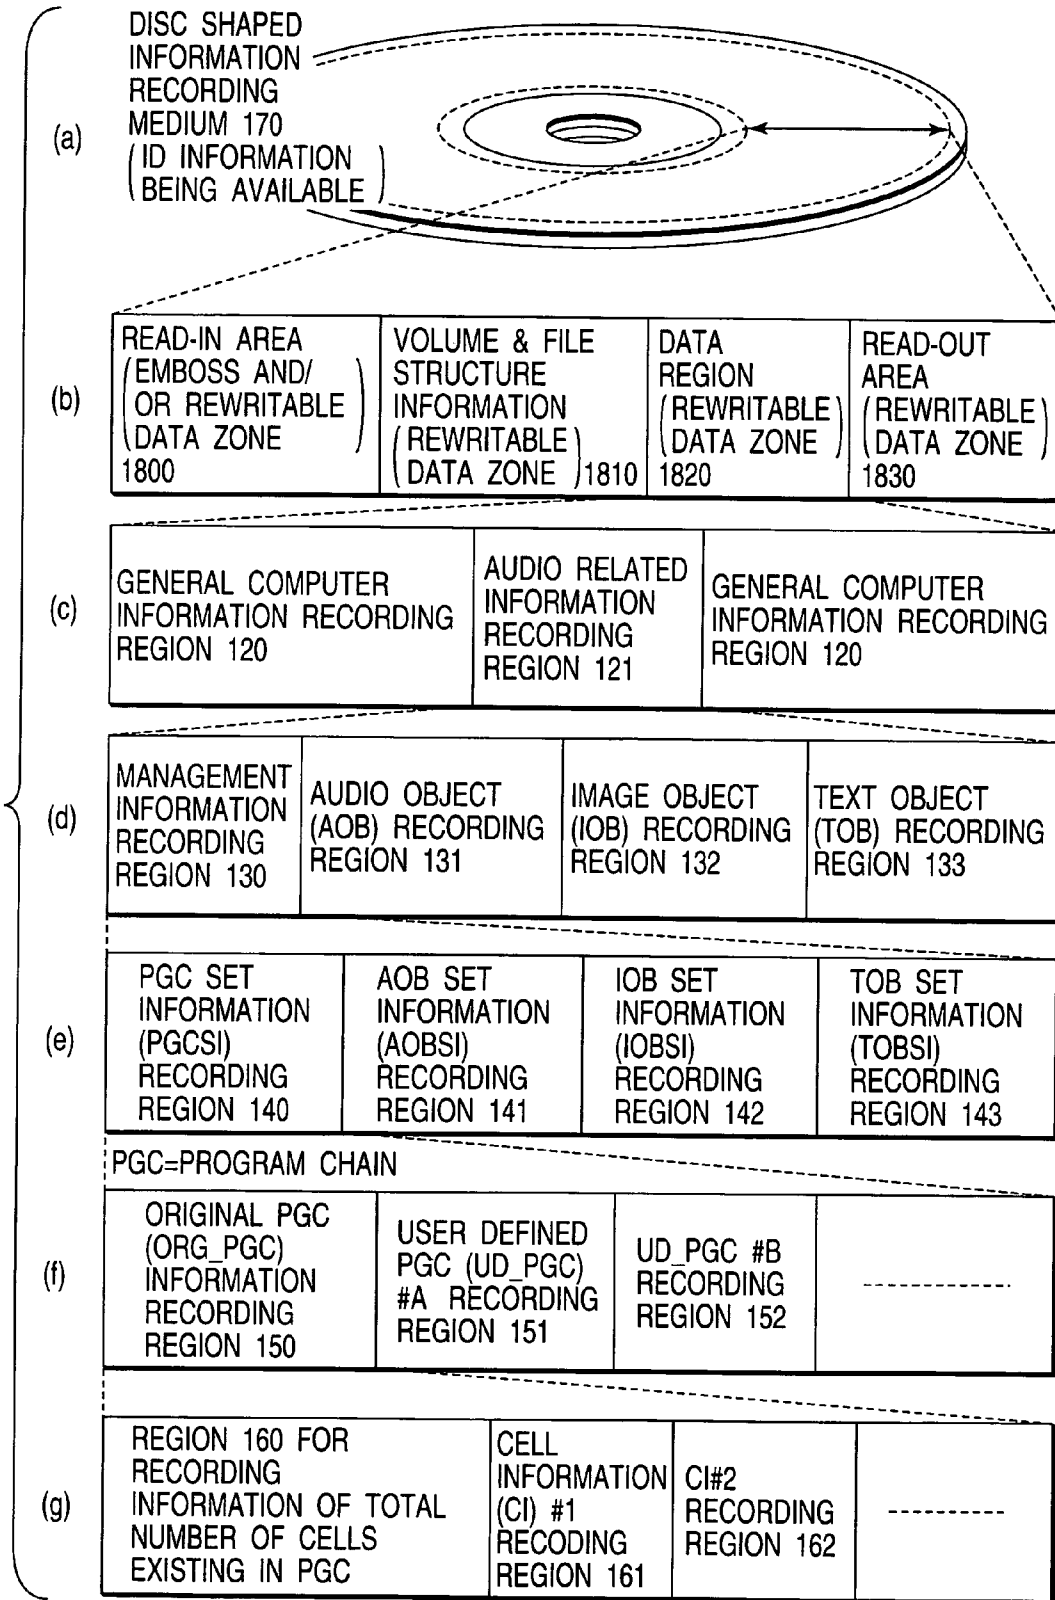 DISC SHAPED
INFORMATION
RECORDING
MEDIUM 170
(ID INFORMATION
BEING AVAILABLE)
(a)
(b)
READ-IN AREA
(EMBOSS AND/
OR REWRITABLE
DATA ZONE)
1800
VOLUME & FILE
STRUCTURE
INFORMATION
(REWRITABLE
DATA ZONE)1810
DATA
REGION
(REWRITABLE
DATA ZONE)
1820
READ-OUT
AREA
(REWRITABLE
DATA ZONE)
1830
(c)
GENERAL COMPUTER
INFORMATION RECORDING
REGION 120
AUDIO RELATED
INFORMATION
RECORDING
REGION 121
GENERAL COMPUTER
INFORMATION RECORDING
REGION 120
(d)
MANAGEMENT
INFORMATION
RECORDING
REGION 130
AUDIO OBJECT
(AOB) RECORDING
REGION 131
IMAGE OBJECT
(IOB) RECORDING
REGION 132
TEXT OBJECT
(TOB) RECORDING
REGION 133
(e)
PGC SET
INFORMATION
(PGCSI)
RECORDING
REGION 140
AOB SET
INFORMATION
(AOBSI)
RECORDING
REGION 141
IOB SET
INFORMATION
(IOBSI)
RECORDING
REGION 142
TOB SET
INFORMATION
(TOBSI)
RECORDING
REGION 143
PGC=PROGRAM CHAIN
(f)
ORIGINAL PGC
(ORG_PGC)
INFORMATION
RECORDING
REGION 150
USER DEFINED
PGC (UD_PGC)
#A RECORDING
REGION 151
UD_PGC #B
RECORDING
REGION 152
(g)
REGION 160 FOR
RECORDING
INFORMATION OF TOTAL
NUMBER OF CELLS
EXISTING IN PGC
CELL
INFORMATION
(CI) #1
RECODING
REGION 161
CI#2
RECORDING
REGION 162